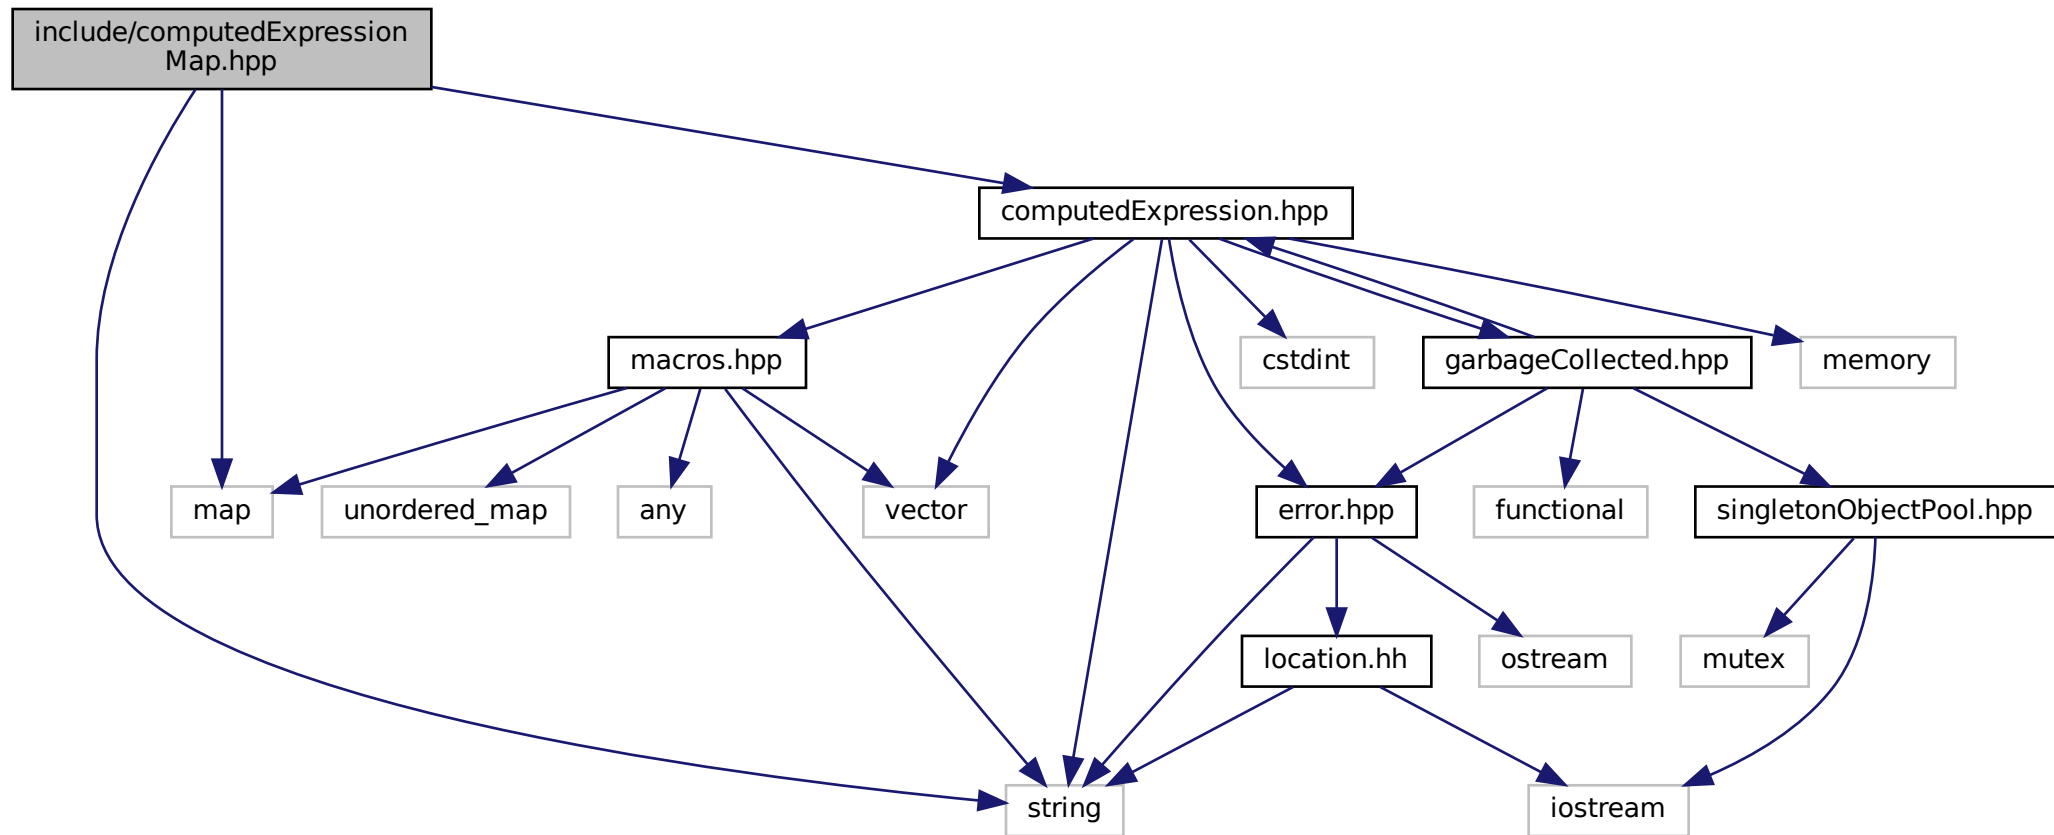 include/computedExpression
Map.hpp
computedExpression.hpp
macros.hpp
cstdint
garbageCollected.hpp
memory
map
unordered_map
any
vector
error.hpp
functional
singletonObjectPool.hpp
location.hh
ostream
mutex
string
iostream